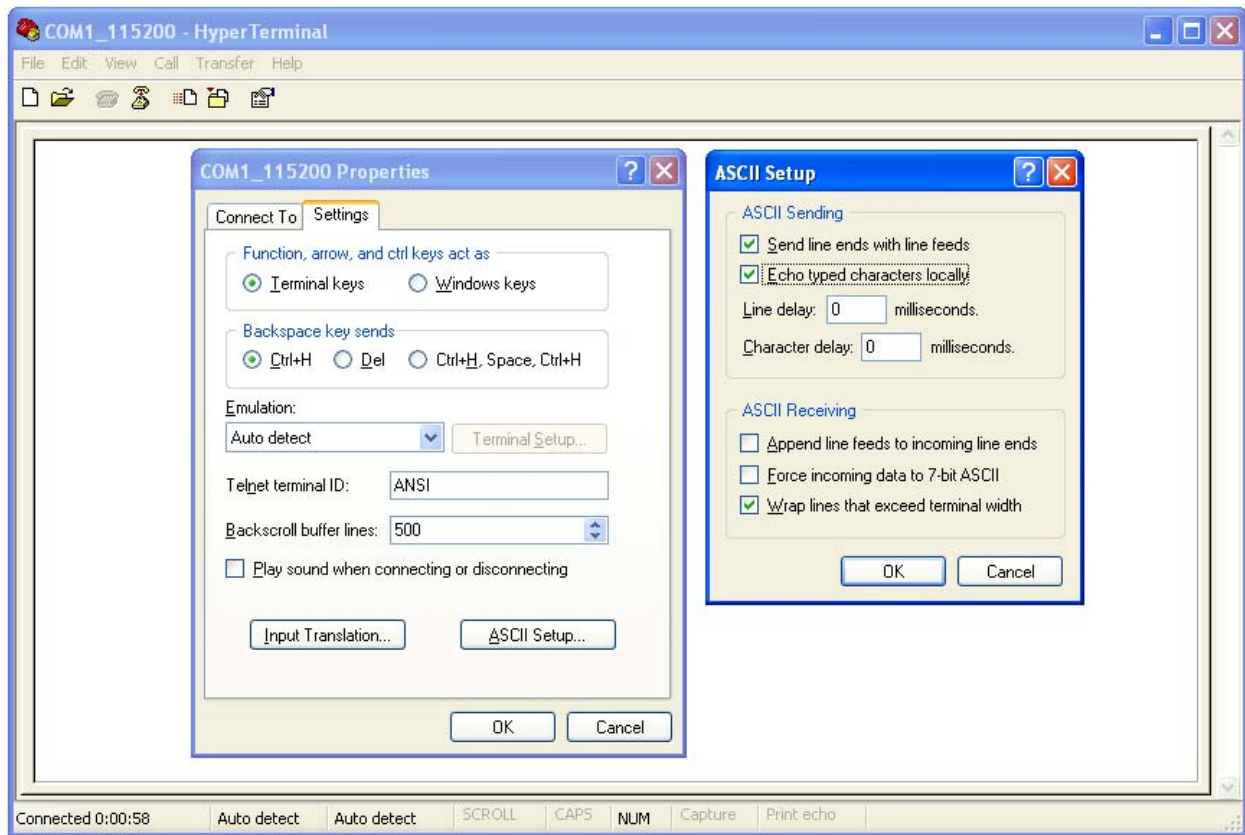 COM1_115200 - HyperTerminal
File Edit View Call Transfer Help
COM1_115200 Properties
Connect To Settings
Function, arrow, and ctrl keys act as
Terminal keys Windows keys
Backspace key sends
Ctrl+H Del Ctrl+H, Space, Ctrl+H
Emulation:
Auto detect Terminal Setup...
Telnet terminal ID: ANSI
Backscroll buffer lines: 500
Play sound when connecting or disconnecting
Input Translation... ASCII Setup...
OK Cancel
ASCII Setup
ASCII Sending
Send line ends with line feeds
Echo typed characters locally
Line delay: 0 milliseconds.
Character delay: 0 milliseconds.
ASCII Receiving
Append line feeds to incoming line ends
Force incoming data to 7-bit ASCII
Wrap lines that exceed terminal width
OK Cancel
Connected 0:00:58 Auto detect Auto detect SCROLL CAPS NUM Capture Print echo